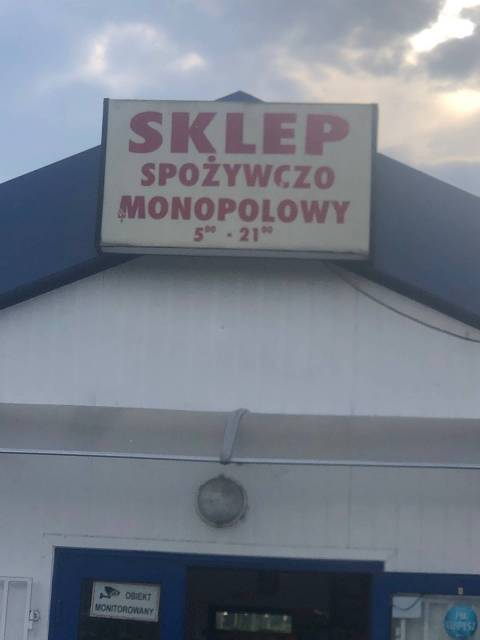 SKLEP
SPOŻYWCZO
MONOPOLOWY
5⁰⁰ - 21⁰⁰
OBIEKT
MONITOROWANY